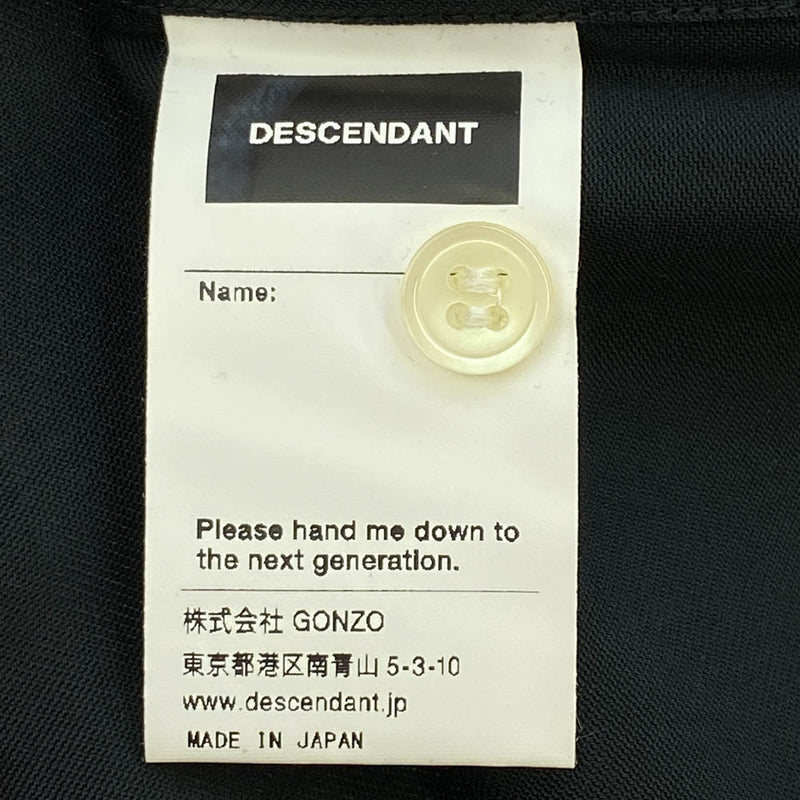 DESCENDANT
Name:
Please hand me down to
the next generation.
株式会社 GONZO
東京都港区南青山 5-3-10
www.descendant.jp
MADE IN JAPAN